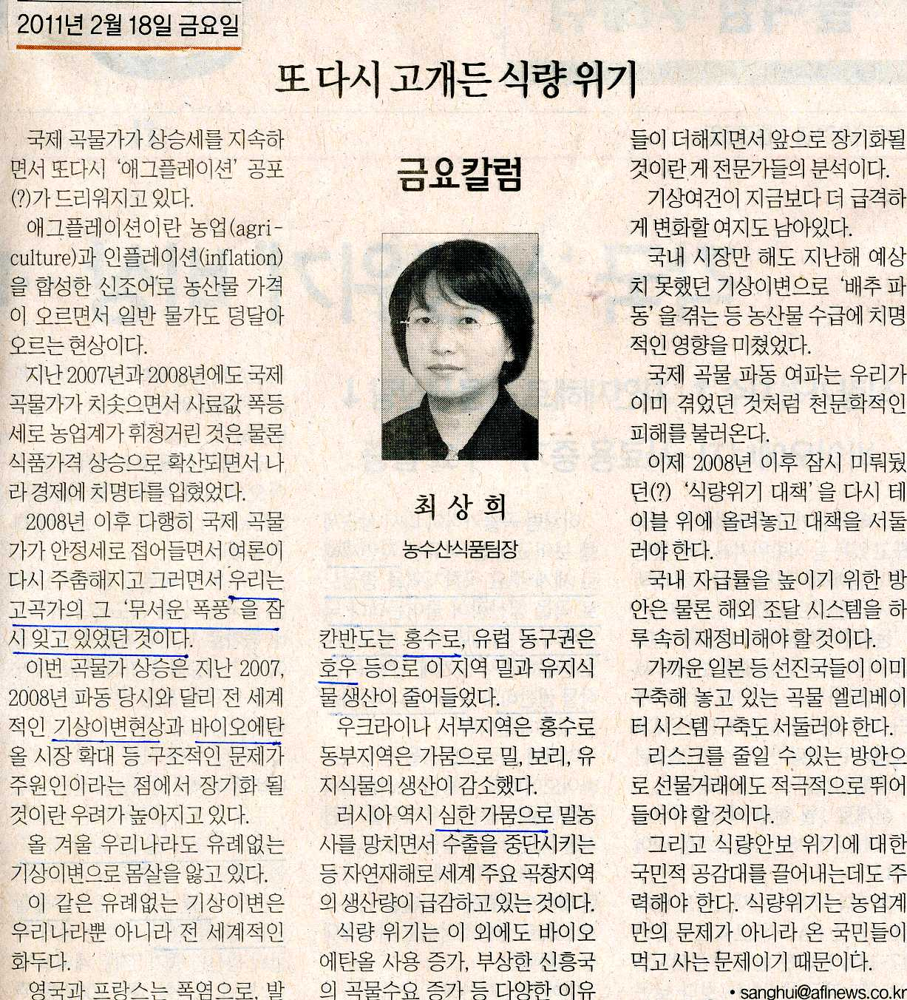 2011년 2월 18일 금요일
또 다시 고개든 식량 위기
국제 곡물가가 상승세를 지속하
면서 또다시 ‘애그플레이션’ 공포
(?)가 드리워지고 있다.
애그플레이션이란 농업(agri-
culture)과 인플레이션(inflation)
을 합성한 신조어로 농산물 가격
이 오르면서 일반 물가도 덩달아
오르는 현상이다.
지난 2007년과 2008년에도 국제
곡물가가 치솟으면서 사료값 폭등
세로 농업계가 휘청거린 것은 물론
식품가격 상승으로 확산되면서 나
라 경제에 치명타를 입혔었다.
2008년 이후 다행히 국제 곡물
가가 안정세로 접어들면서 여론이
다시 주춤해지고 그러면서 우리는
고곡가의 그 ‘무서운 폭풍’을 잠
시 잊고 있었던 것이다.
이번 곡물가 상승은 지난 2007,
2008년 파동 당시와 달리 전 세계
적인 기상이변현상과 바이오에탄
올 시장 확대 등 구조적인 문제가
주원인이라는 점에서 장기화 될
것이란 우려가 높아지고 있다.
올 겨울 우리나라도 유례없는
기상이변으로 몸살을 앓고 있다.
이 같은 유례없는 기상이변은
우리나라뿐 아니라 전 세계적인
화두다.
영국과 프랑스는 폭염으로, 발
금요칼럼
최상희
농수산식품팀장
칸반도는 홍수로, 유럽 동구권은
호우 등으로 이 지역 밀과 유지식
물 생산이 줄어들었다.
우크라이나 서부지역은 홍수로
동부지역은 가뭄으로 밀, 보리, 유
지식물의 생산이 감소했다.
러시아 역시 심한 가뭄으로 밀농
사를 망치면서 수출을 중단시키는
등 자연재해로 세계 주요 곡창지역
의 생산량이 급감하고 있는 것이다.
식량 위기는 이 외에도 바이오
에탄올 사용 증가, 부상한 신흥국
의 곡물수요 증가 등 다양한 이유
들이 더해지면서 앞으로 장기화될
것이란 게 전문가들의 분석이다.
기상여건이 지금보다 더 급격하
게 변화할 여지도 남아있다.
국내 시장만 해도 지난해 예상
치 못했던 기상이변으로 ‘배추 파
동’을 겪는 등 농산물 수급에 치명
적인 영향을 미쳤었다.
국제 곡물 파동 여파는 우리가
이미 겪었던 것처럼 천문학적인
피해를 불러온다.
이제 2008년 이후 잠시 미뤄뒀
던(?) ‘식량위기 대책’을 다시 테
이블 위에 올려놓고 대책을 서둘
러야 한다.
국내 자급률을 높이기 위한 방
안은 물론 해외 조달 시스템을 하
루 속히 재정비해야 할 것이다.
가까운 일본 등 선진국들이 이미
구축해 놓고 있는 곡물 엘리베이
터 시스템 구축도 서둘러야 한다.
리스크를 줄일 수 있는 방안으
로 선물거래에도 적극적으로 뛰어
들어야 할 것이다.
그리고 식량안보 위기에 대한
국민적 공감대를 끌어내는데도 주
력해야 한다. 식량위기는 농업계
만의 문제가 아니라 온 국민들이
먹고 사는 문제이기 때문이다.
• sanghui@aflnews.co.kr